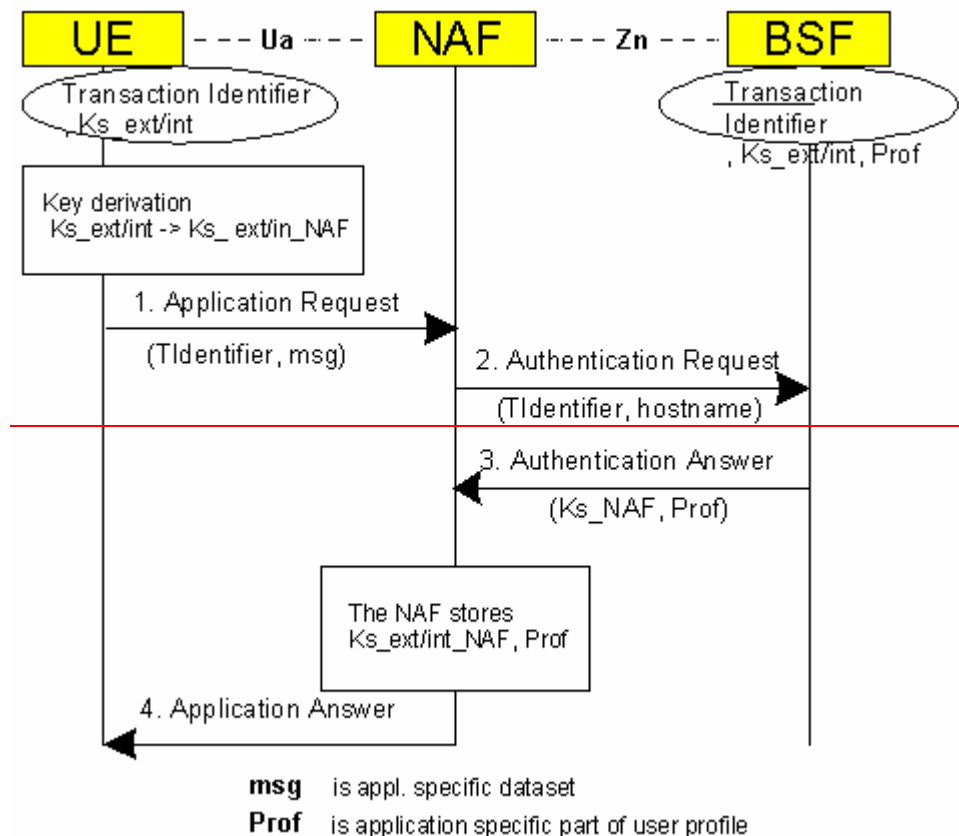 UE Ua NAF Zn BSF
Transaction Identifier
, Ks_ext/int
Transaction
Identifier
, Ks_ext/int, Prof
Key derivation
Ks_ext/int -> Ks_ ext/in_NAF
1. Application Request
(TIdentifier, msg)
2. Authentication Request
(TIdentifier, hostname)
3. Authentication Answer
(Ks_NAF, Prof)
The NAF stores
Ks_ext/int_NAF, Prof
4. Application Answer
msg is appl. specific dataset
Prof is application specific part of user profile